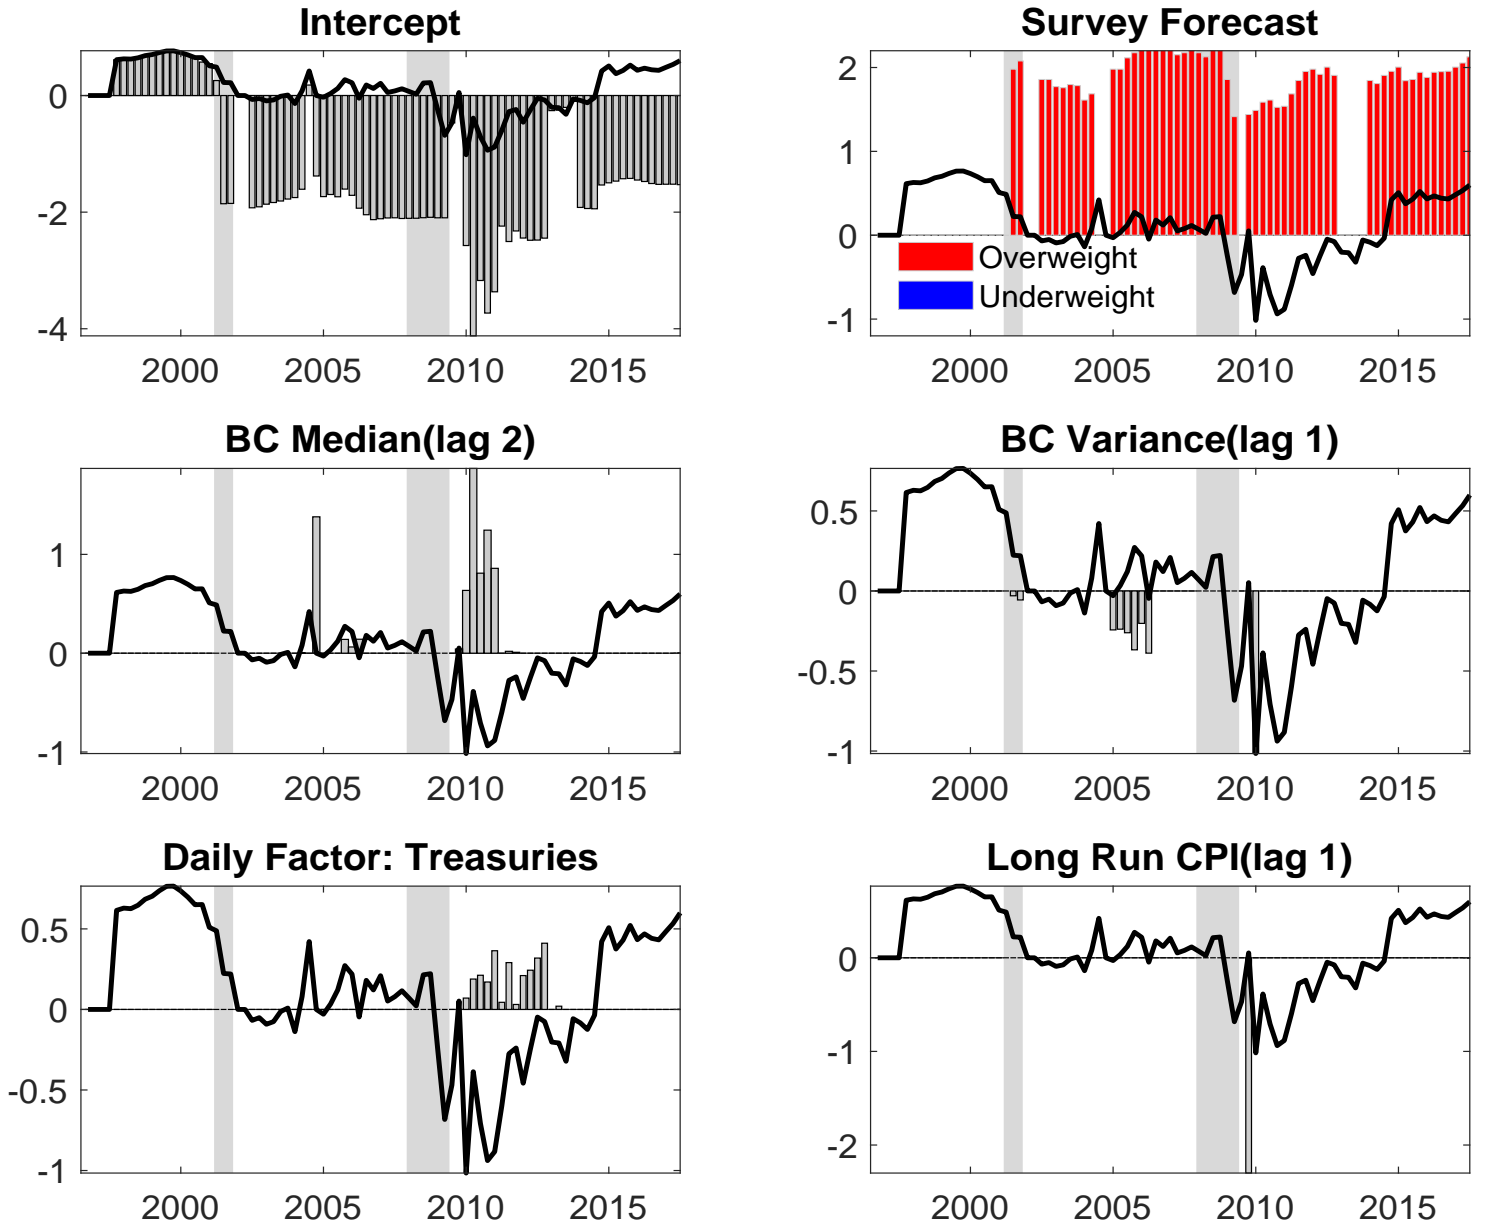 Intercept
Survey Forecast
0
-2
-4
2000 2005 2010 2015
2
1
0
-1
Overweight
Underweight
2000 2005 2010 2015
BC Median(lag 2)
BC Variance(lag 1)
1
0
-1
2000 2005 2010 2015
0.5
0
-0.5
-1
2000 2005 2010 2015
Daily Factor: Treasuries
Long Run CPI(lag 1)
0.5
0
-0.5
-1
2000 2005 2010 2015
0
-1
-2
2000 2005 2010 2015